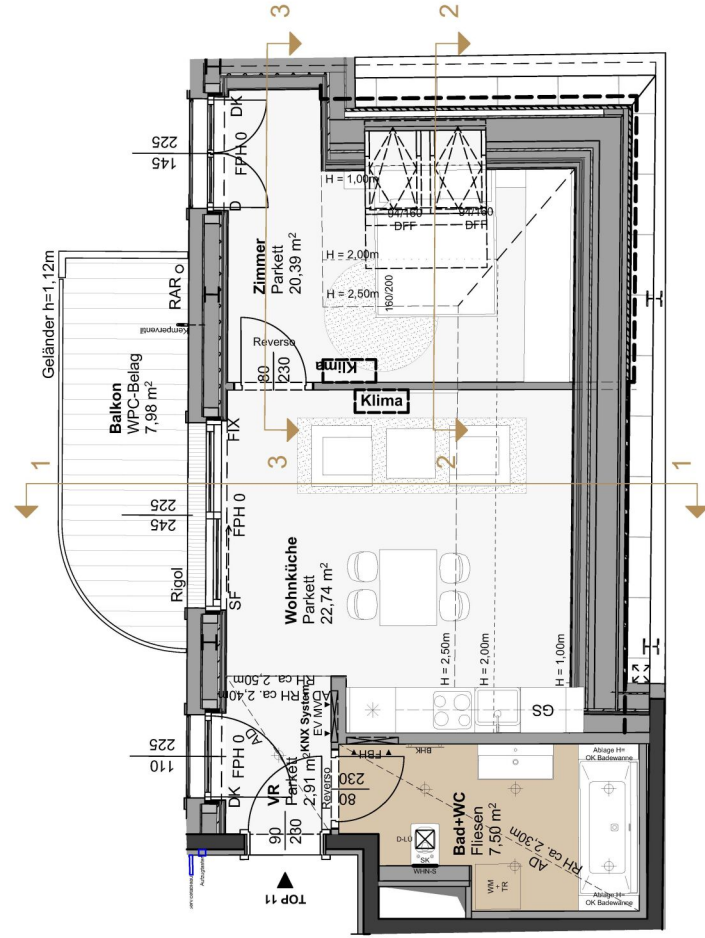 3
2
225
145
FPH 0
D
DK
Geländer h=1,12m
RAR
Kemperventil
Balkon
WPC-Belag
7,98 m²
Rigol
1
Zimmer
Parkett
20,39 m²
H = 1,00m
H = 2,00m
H = 2,50m
94/160
DFF
94/160
DFF
160/200
Reverso
80
230
Klima
Klima
3
2
1
225
245
SF
FPH 0
FIX
Wohnküche
Parkett
22,74 m²
H = 2,50m
H = 2,00m
H = 1,00m
GS
225
110
DK
FPH 0
AD
AD
RH ca. 2,40m
RH ca. 2,50m
VR
Parkett
2,91 m²
KNX System
EV MV
Reverso
80
230
90
230
TOP 11
FBH
BHK
Bad+WC
Fliesen
7,50 m²
AD
RH ca. 2,30m
D-LÜ
SK
WHN-S
WM
+
TR
Ablage H=
OK Badewanne
Ablage H=
OK Badewanne